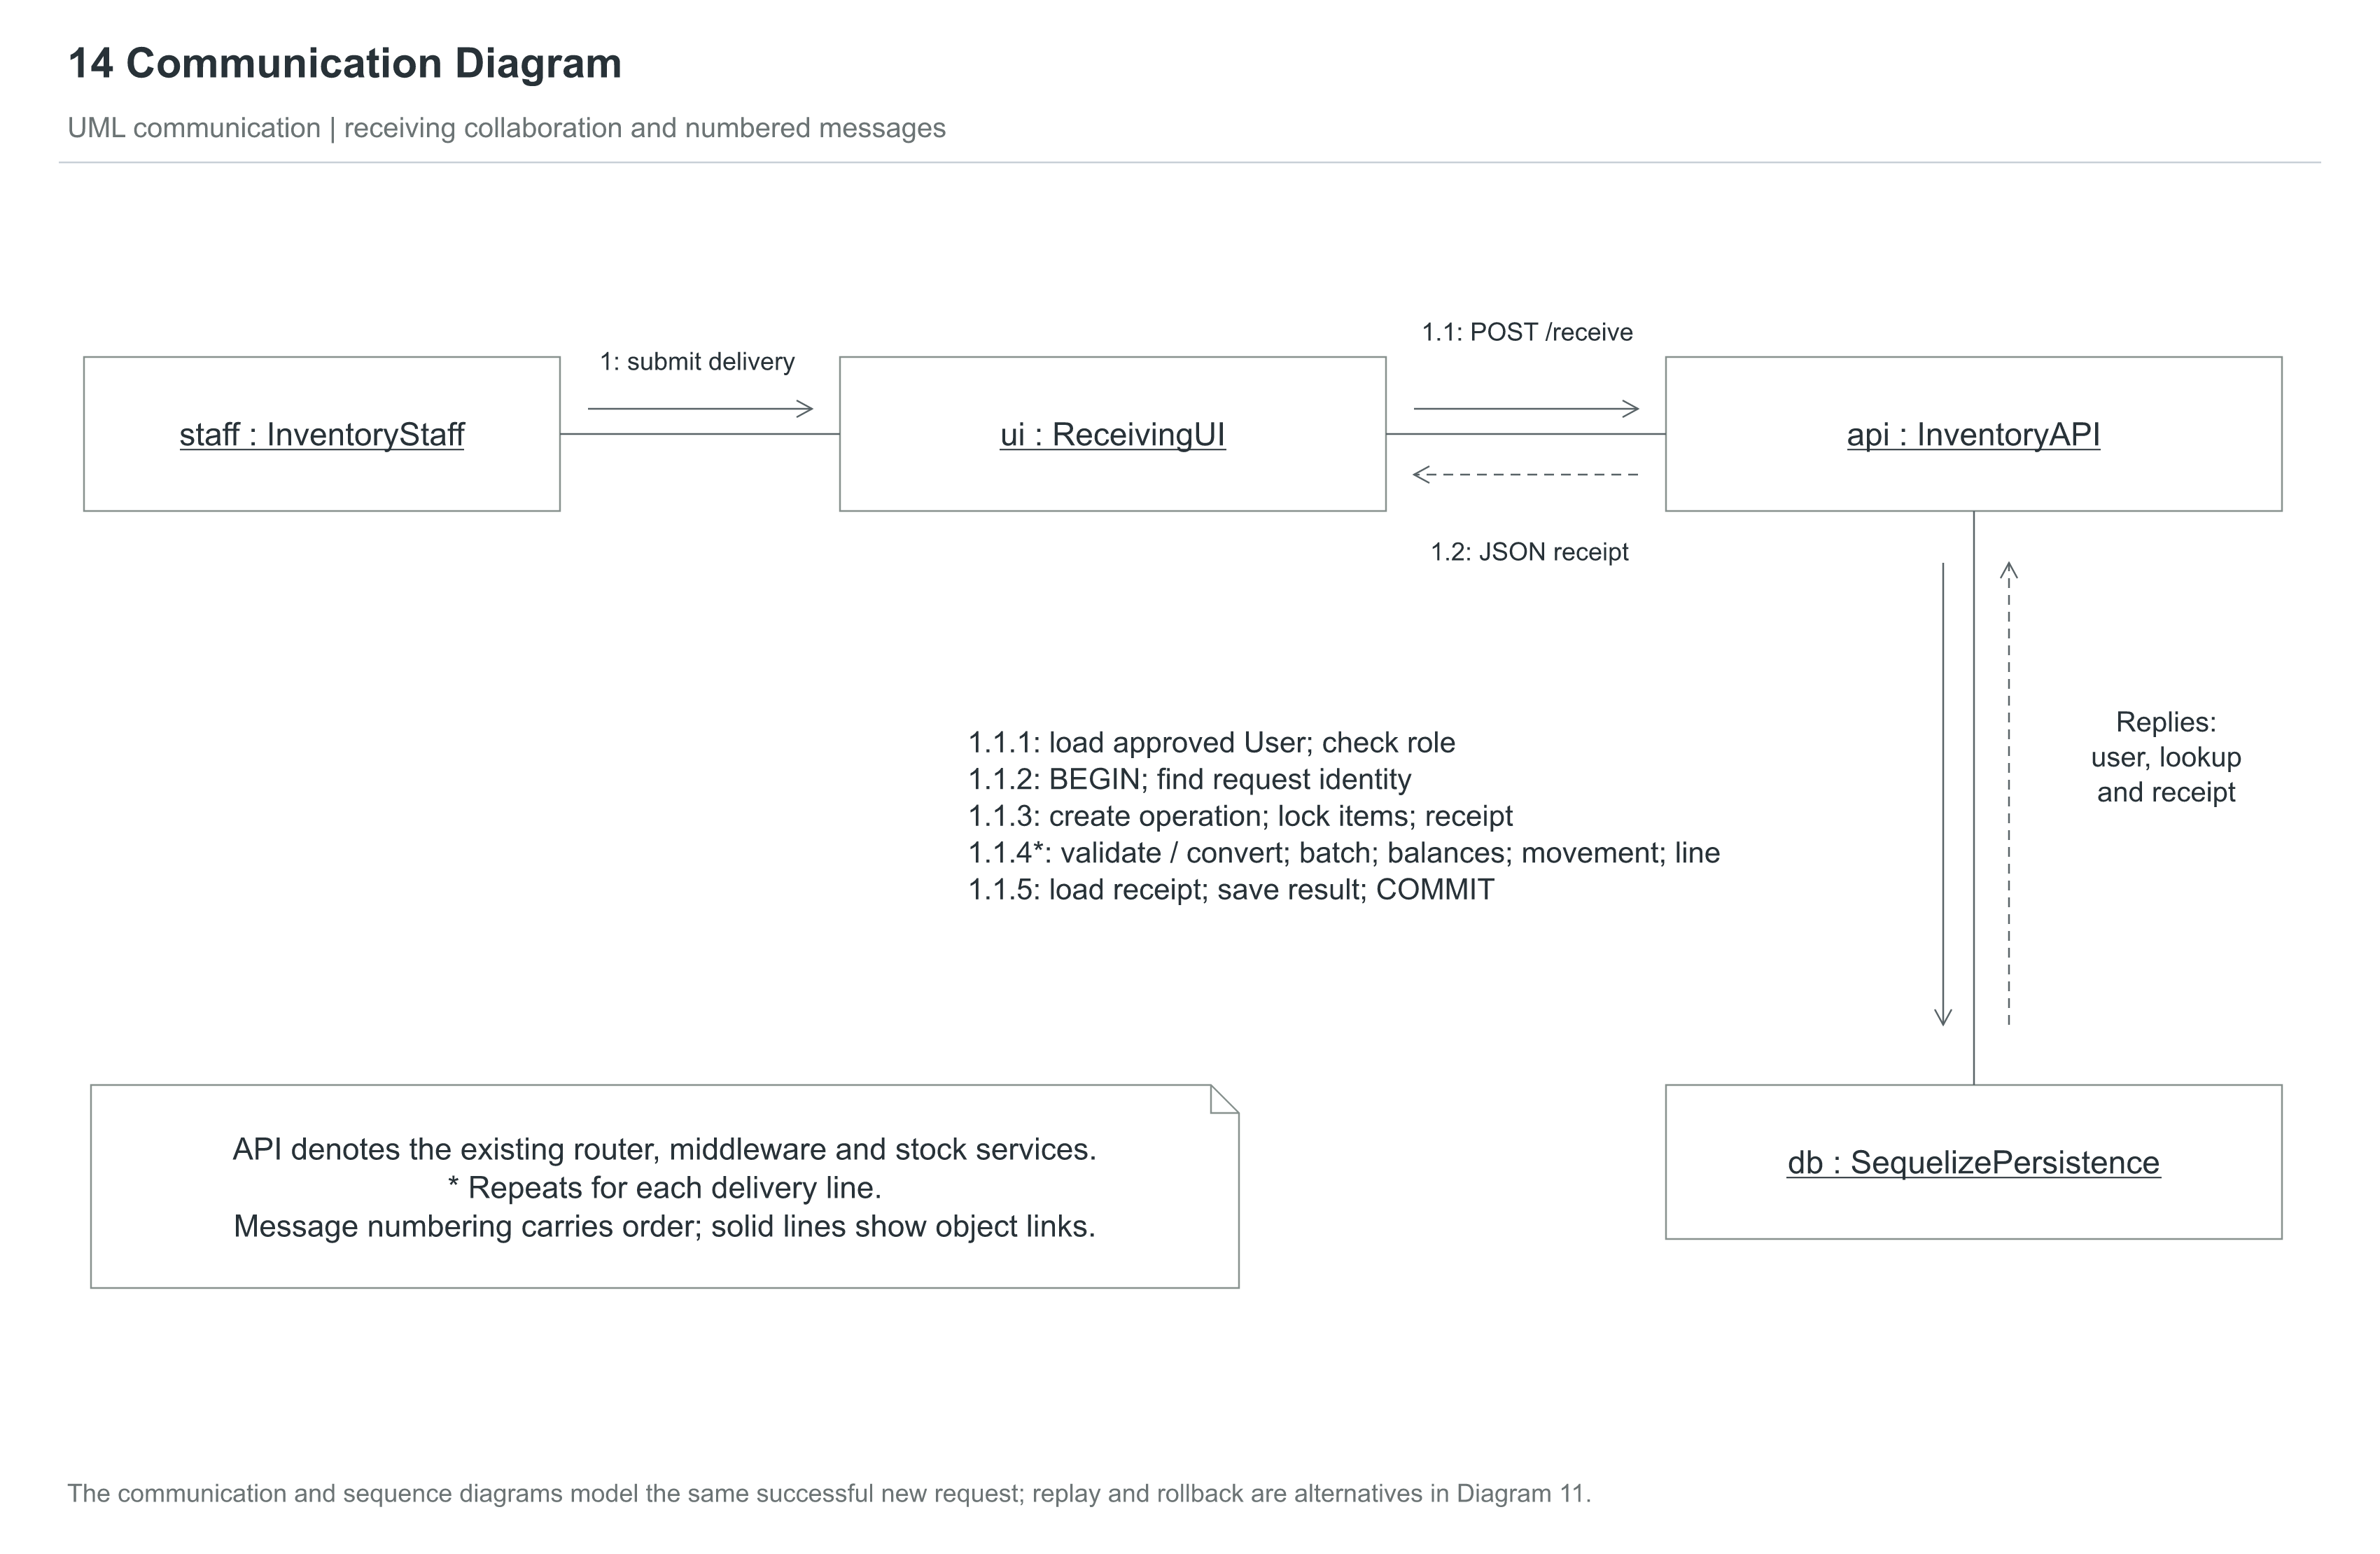 14 Communication Diagram
UML communication | receiving collaboration and numbered messages
1.1: POST /receive
1: submit delivery
staff : InventoryStaff
ui : ReceivingUI
api : InventoryAPI
1.2: JSON receipt
1.1.1: load approved User; check role
1.1.2: BEGIN; find request identity
1.1.3: create operation; lock items; receipt
1.1.4*: validate / convert; batch; balances; movement; line
1.1.5: load receipt; save result; COMMIT
Replies:
user, lookup
and receipt
API denotes the existing router, middleware and stock services.
* Repeats for each delivery line.
Message numbering carries order; solid lines show object links.
db : SequelizePersistence
The communication and sequence diagrams model the same successful new request; replay and rollback are alternatives in Diagram 11.